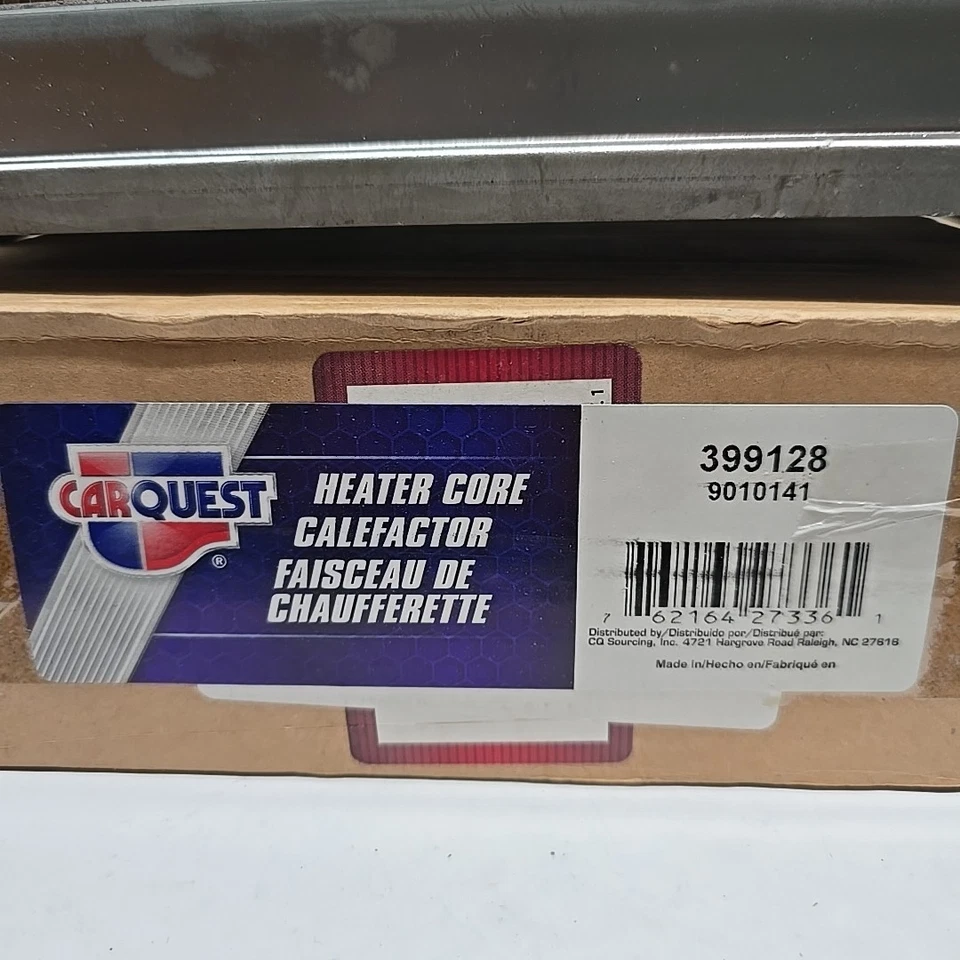 .1
CARQUEST
®
HEATER CORE
CALEFACTOR
FAISCEAU DE
CHAUFFERETTE
399128
9010141
7 62164 27336 1
Distributed by/Distribuido por/Distribué par:
CQ Sourcing, Inc. 4721 Hargrove Road Raleigh, NC 27616
Made In/Hecho en/Fabriqué en